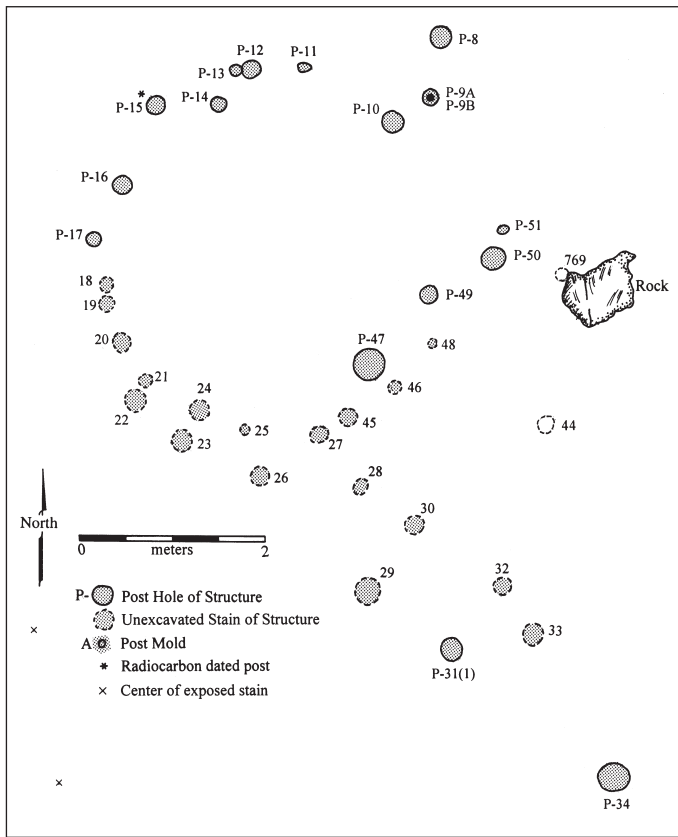 P-8
P-12
P-11
P-13
P-9A
P-9B
P-14
*
P-15
P-10
P-16
P-51
P-17
P-50
769
18
Rock
19
P-49
20
P-47
48
21
46
24
22
44
25
45
23
27
26
28
30
North
0 meters 2
29
32
P- Post Hole of Structure
Unexcavated Stain of Structure
33
A Post Mold
* Radiocarbon dated post
P-31(1)
× Center of exposed stain
×
×
P-34